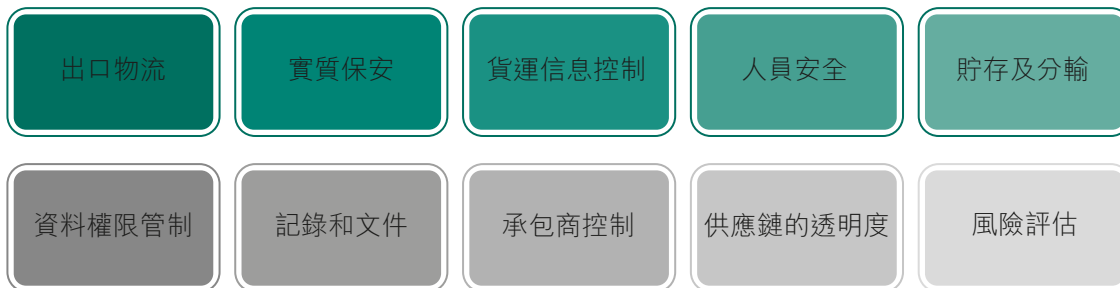 出口物流
實質保安
貨運信息控制
人員安全
貯存及分輸
資料權限管制
記錄和文件
承包商控制
供應鏈的透明度
風險評估